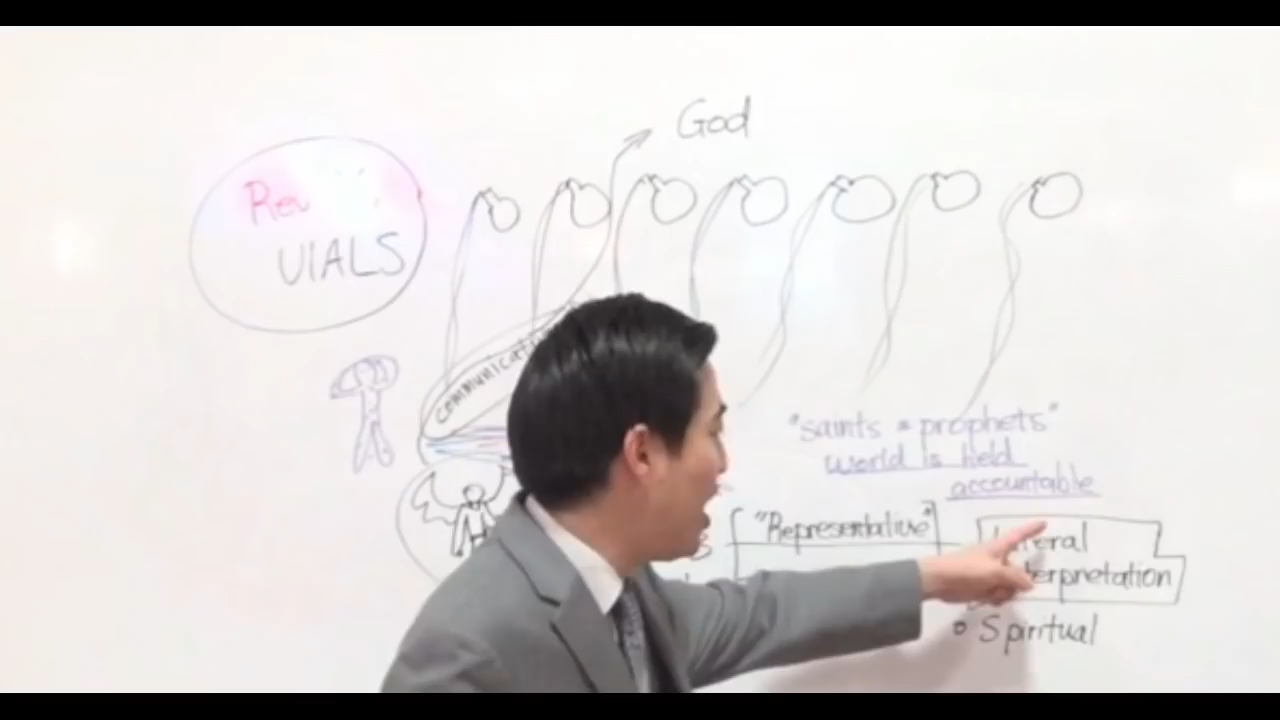 God
Rev
VIALS
"saints = prophets"
world is held
accountable
"Representative"
Spiritual